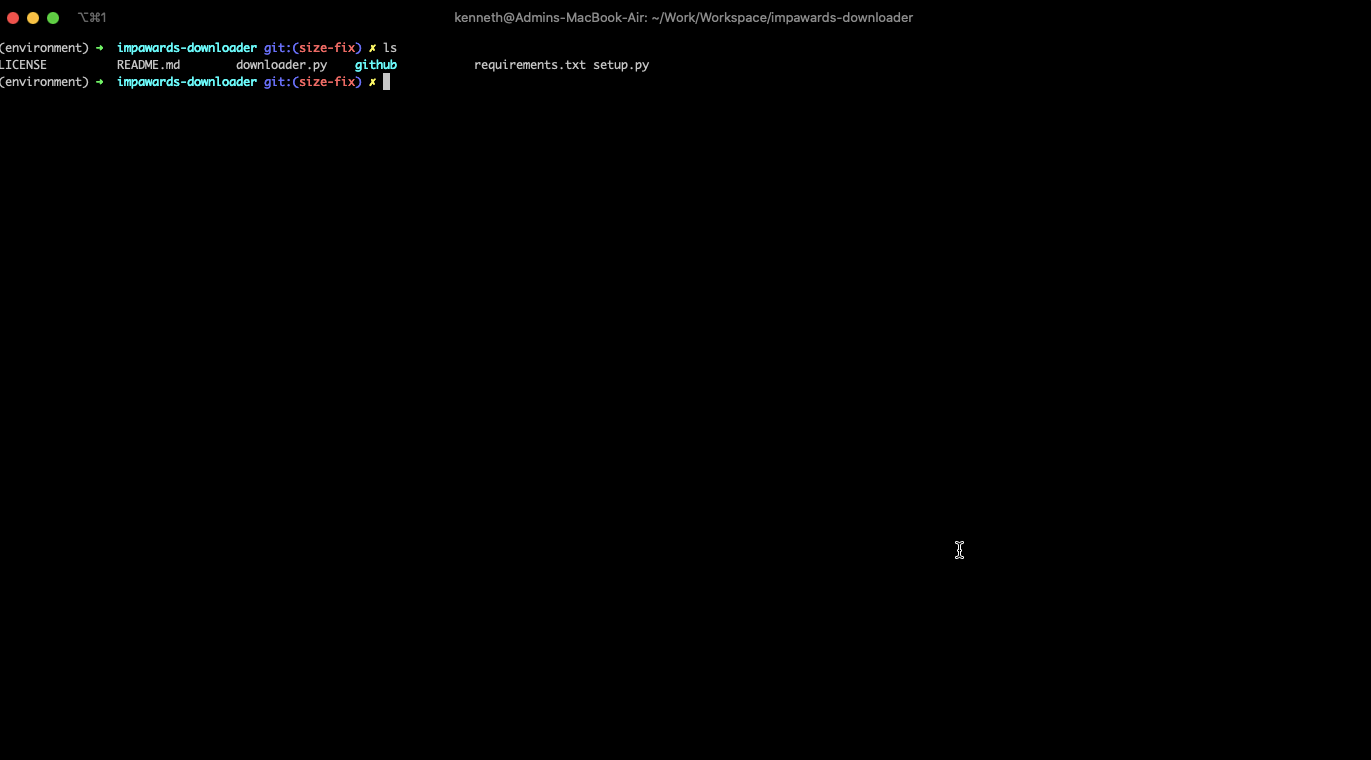 ⌥⌘1 kenneth@Admins-MacBook-Air: ~/Work/Workspace/impawards-downloader
(environment) ➜ impawards-downloader git:(size-fix) ✗ ls
LICENSE README.md downloader.py github requirements.txt setup.py
(environment) ➜ impawards-downloader git:(size-fix) ✗